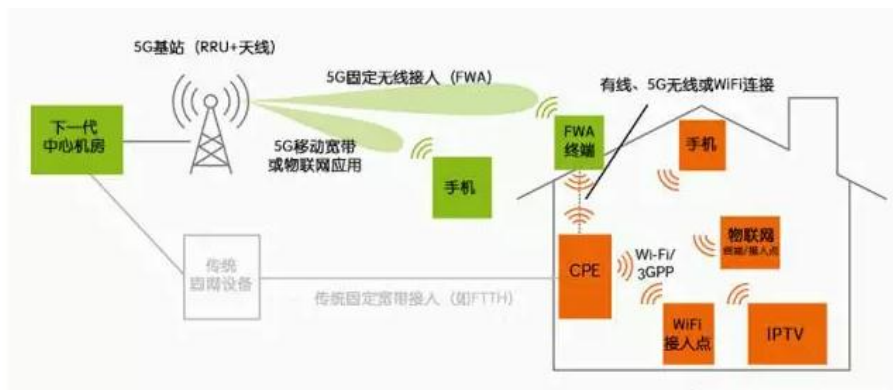 5G基站（RRU+天线）
5G固定无线接入（FWA）
有线、5G无线或WiFi连接
下一代
中心机房
FWA
终端
手机
5G移动宽带
或物联网应用
手机
物联网
终端/接入点
传统
固网设备
CPE
Wi-Fi/
3GPP
传统固定宽带接入（如FTTH）
WiFi
接入点
IPTV